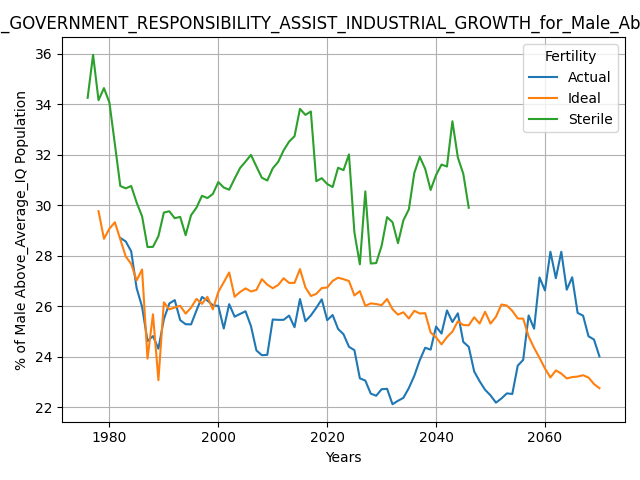 _GOVERNMENT_RESPONSIBILITY_ASSIST_INDUSTRIAL_GROWTH_for_Male_Ab
Fertility
Actual
Ideal
Sterile
% of Male Above_Average_IQ Population
36
34
32
30
28
26
24
22
1980
2000
2020
2040
2060
Years